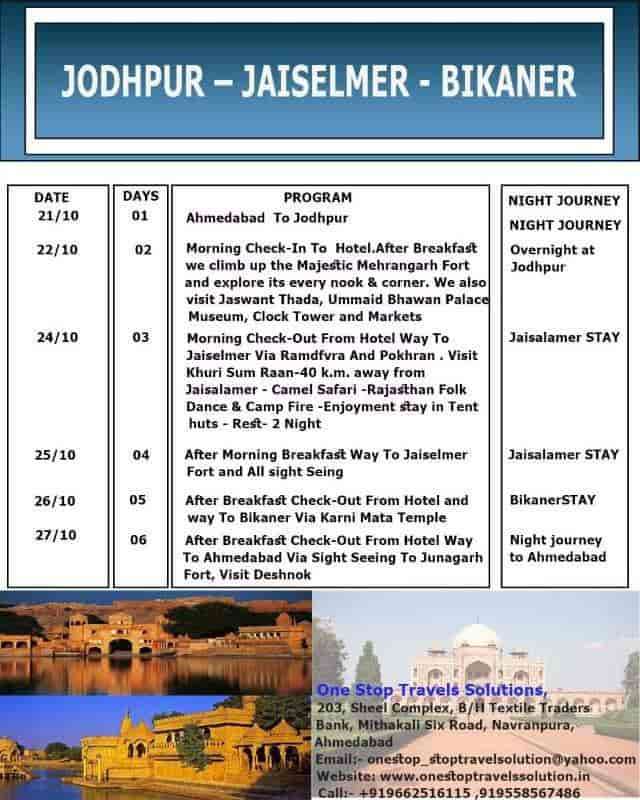 JODHPUR – JAISELMER - BIKANER
DATE DAYS PROGRAM NIGHT JOURNEY
21/10 01 Ahmedabad To Jodhpur NIGHT JOURNEY
22/10 02 Morning Check-In To Hotel.After Breakfast Overnight at
we climb up the Majestic Mehrangarh Fort Jodhpur
and explore its every nook & corner. We also
visit Jaswant Thada, Ummaid Bhawan Palace
Museum, Clock Tower and Markets
24/10 03 Morning Check-Out From Hotel Way To Jaisalamer STAY
Jaiselmer Via Ramdfvra And Pokhran . Visit
Khuri Sum Raan-40 k.m. away from
Jaisalamer - Camel Safari -Rajasthan Folk
Dance & Camp Fire -Enjoyment stay in Tent
huts - Rest- 2 Night
25/10 04 After Morning Breakfast Way To Jaiselmer Jaisalamer STAY
Fort and All sight Seing
26/10 05 After Breakfast Check-Out From Hotel and BikanerSTAY
way To Bikaner Via Karni Mata Temple
27/10 06 After Breakfast Check-Out From Hotel Way Night journey
To Ahmedabad Via Sight Seeing To Junagarh to Ahmedabad
Fort, Visit Deshnok
One Stop Travels Solutions,
203, Sheel Complex, B/H Textile Traders
Bank, Mithakali Six Road, Navranpura,
Ahmedabad
Email:- onestop_stoptravelsolution@yahoo.com
Website: www.onestoptravelssolution.in
Call:- +919662516115 ,919558567486